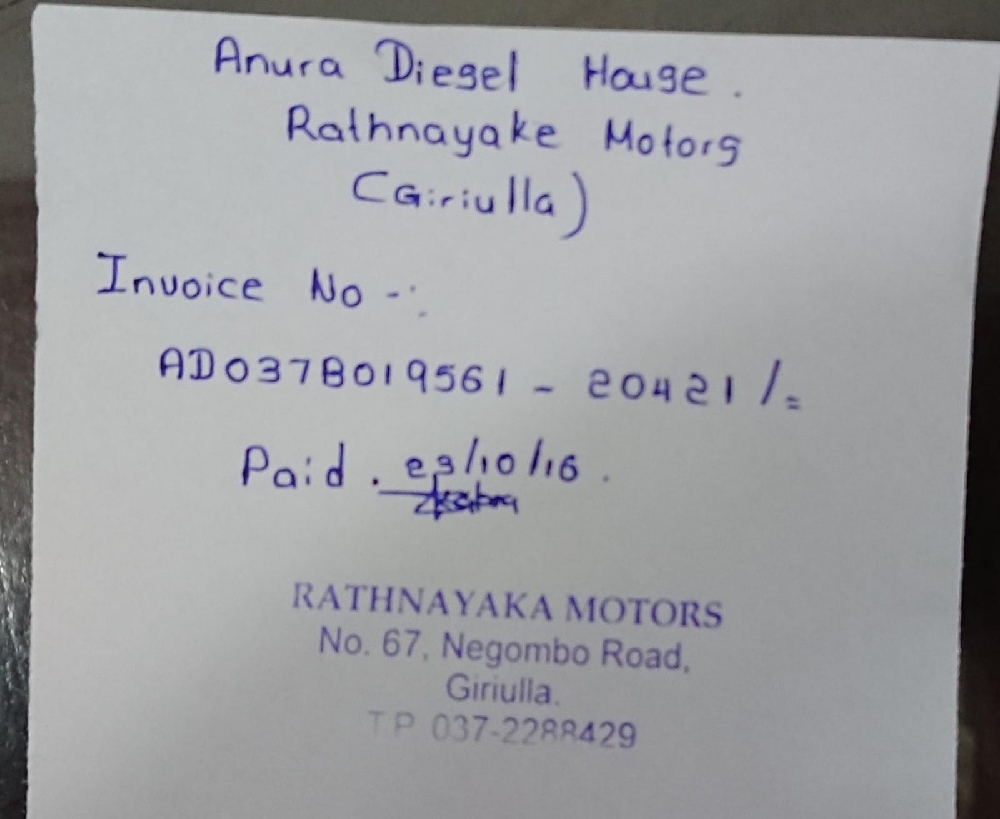 Anura Diesel House.
Rathnayake Motors
(Giriulla)
Invoice No -:
AD037B019561 - 20421/=
Paid. 23/10/16.
RATHNAYAKA MOTORS
No. 67, Negombo Road,
Giriulla.
T.P. 037-2288429